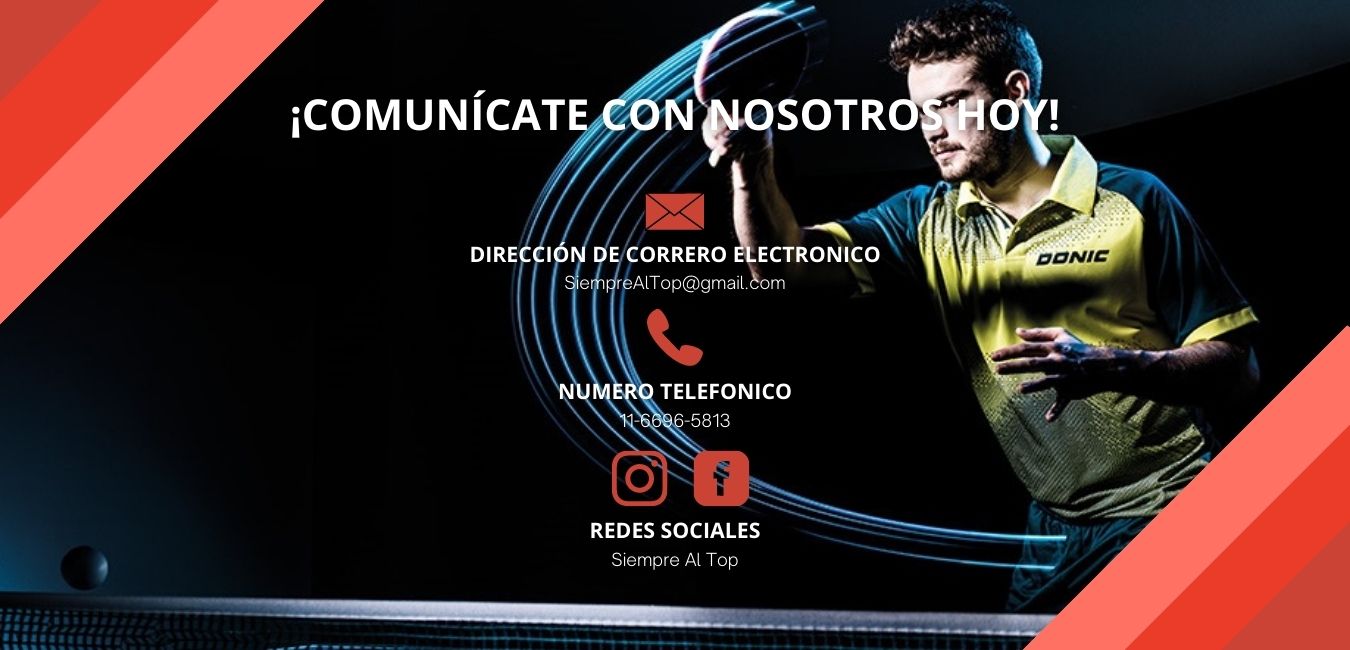 ¡COMUNÍCATE CON NOSOTROS HOY!
DONIC
DIRECCIÓN DE CORRERO ELECTRONICO
SiempreAlTop@gmail.com
NUMERO TELEFONICO
11-6696-5813
REDES SOCIALES
Siempre Al Top